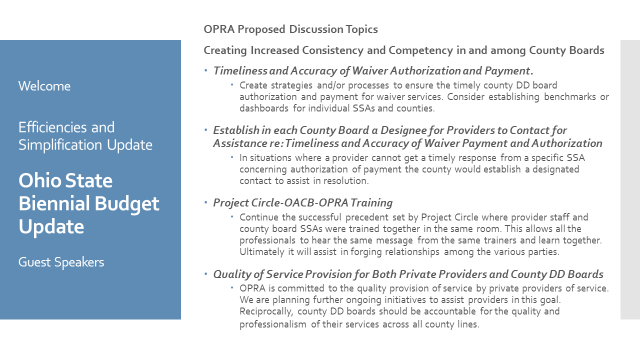 Welcome
Efficiencies and
Simplification Update
Ohio State
Biennial Budget
Update
Guest Speakers
OPRA Proposed Discussion Topics
Creating Increased Consistency and Competency in and among County Boards
• Timeliness and Accuracy of Waiver Authorization and Payment.
• Create strategies and/or processes to ensure the timely county DD board
authorization and payment for waiver services. Consider establishing benchmarks or
dashboards for individual SSAs and counties.
• Establish in each County Board a Designee for Providers to Contact for
Assistance re: Timeliness and Accuracy of Waiver Payment and Authorization
• In situations where a provider cannot get a timely response from a specific SSA
concerning authorization of payment the county would establish a designated
contact to assist in resolution.
• Project Circle-OACB-OPRA Training
• Continue the successful precedent set by Project Circle where provider staff and
county board SSAs were trained together in the same room. This allows all the
professionals to hear the same message from the same trainers and learn together.
Ultimately it will assist in forging relationships among the various parties.
• Quality of Service Provision for Both Private Providers and County DD Boards
• OPRA is committed to the quality provision of service by private providers of service.
We are planning further ongoing initiatives to assist providers in this goal.
Reciprocally, county DD boards should be accountable for the quality and
professionalism of their services across all county lines.